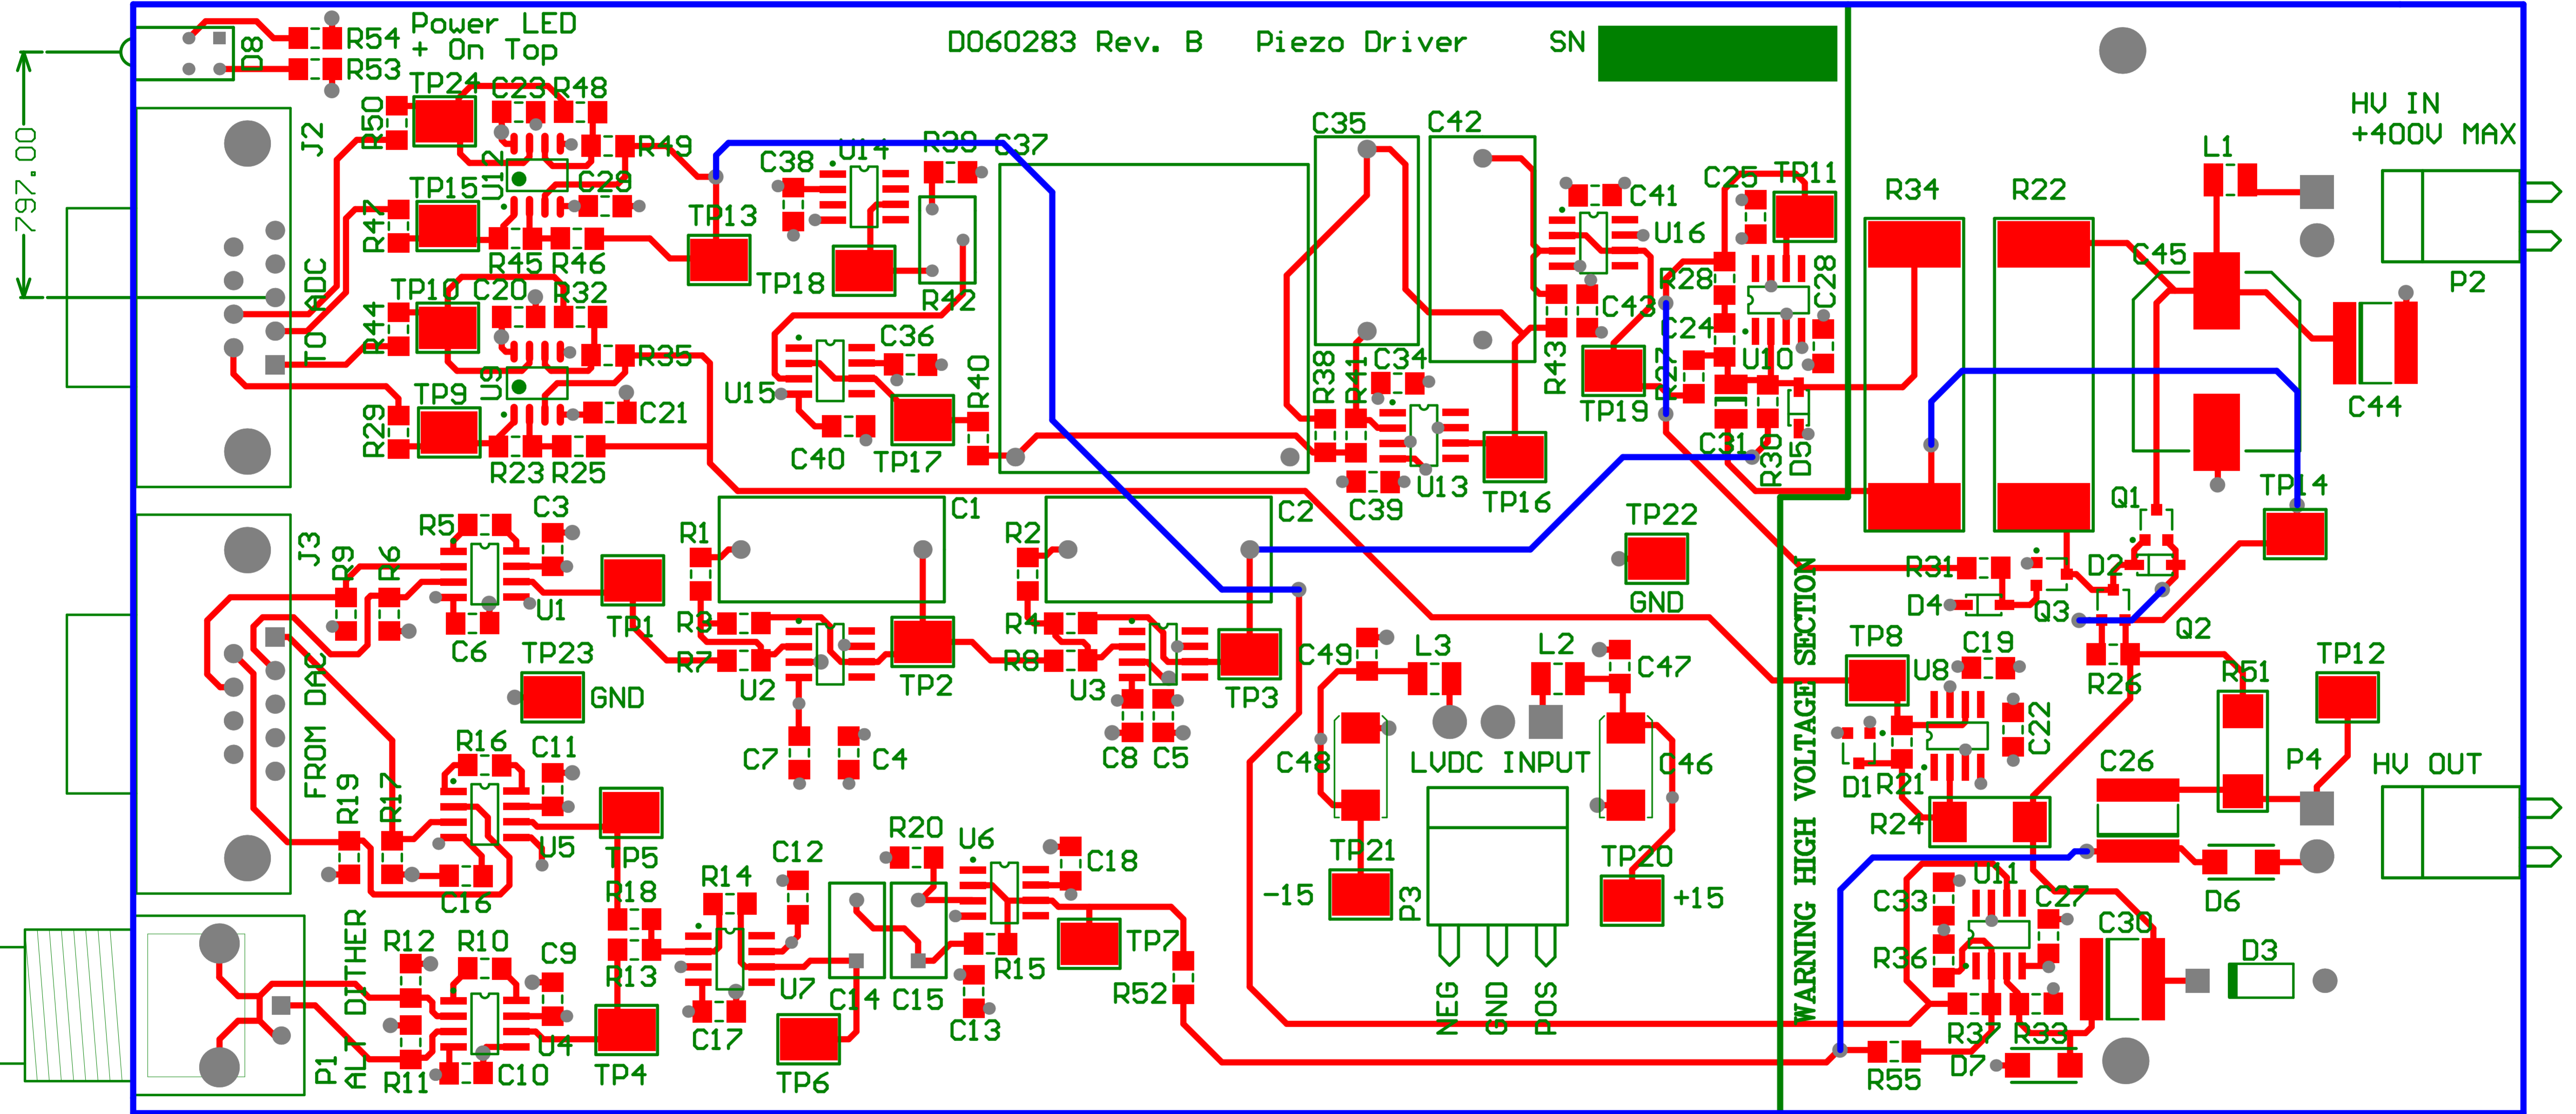 Power LED
+ On Top
D060283 Rev. B Piezo Driver SN
R54
D8
R53
797.00
TP24
C23
R48
R50
J2
R49
U12
TP15
C29
R47
R45
R46
TO ADC
TP10
C20
R32
R44
R35
U9
TP9
C21
R29
R23
R25
TP13
C38
U14
R39
TP18
R42
C36
U15
R40
C40
TP17
C37
C35
C42
C41
U16
R28
C43
C24
R43
TP19
R27
R38
R41
C34
U13
C39
TP16
C25
TP11
C28
U10
C31
R30
D5
R34
R22
L1
HV IN
+400V MAX
P2
C45
C44
TP14
Q1
J3
R9
R6
R5
C3
U1
C6
TP1
TP23
GND
FROM DAC
R1
C1
R3
R7
U2
TP2
C7
C4
R2
C2
R4
R8
U3
TP3
C8
C5
TP22
GND
C49
L3
L2
C47
C48
LVDC INPUT
C46
TP21
-15
P3
TP20
+15
NEG
GND
POS
WARNING HIGH VOLTAGE SECTION
R31
D4
Q3
D2
Q2
TP8
U8
C19
R26
R51
TP12
C22
D1
R21
C26
P4
HV OUT
R24
D6
U11
C33
C27
C30
R36
D3
R37
R33
D7
R55
R16
C11
R19
R17
U5
C16
TP5
R18
R13
R14
C12
U7
C17
TP6
C14
C15
R20
U6
C18
R15
C13
TP7
R52
R12
R10
C9
U4
R11
C10
TP4
P1
ALT DITHER